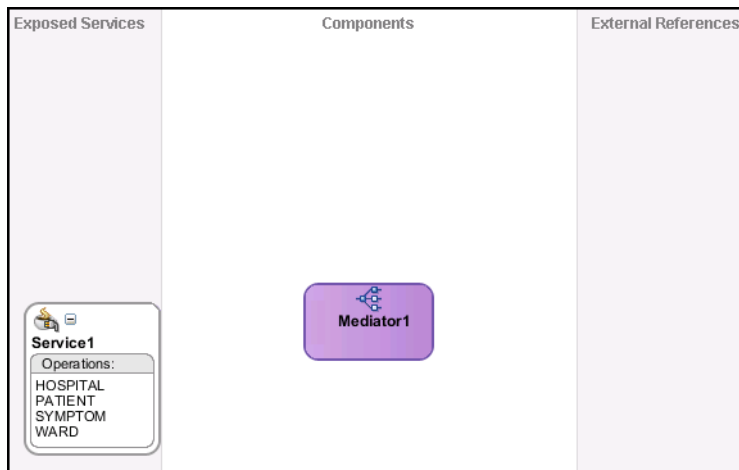 Exposed Services
Components
External References
Mediator1
Service1
Operations:
HOSPITAL
PATIENT
SYMPTOM
WARD